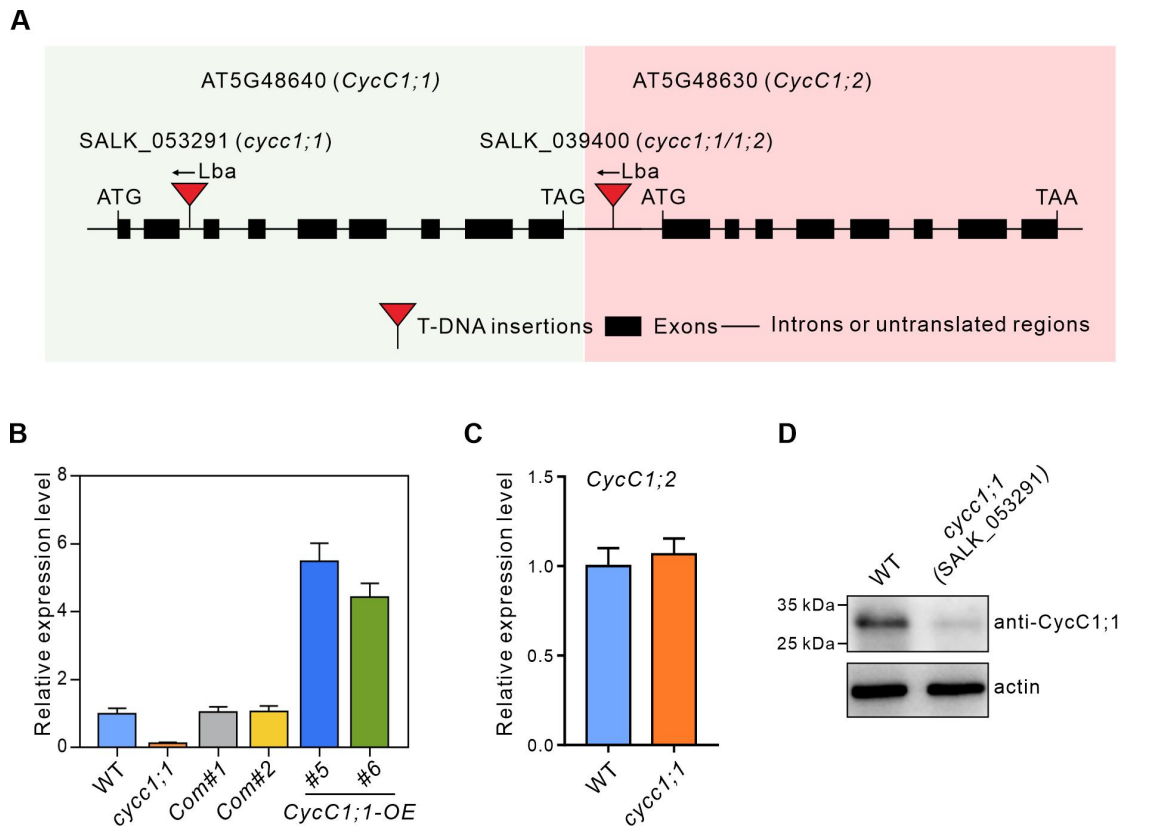 A
AT5G48640 (CycC1;1)
AT5G48630 (CycC1;2)
SALK_053291 (cycc1;1)
SALK_039400 (cycc1;1/1;2)
Lba
Lba
ATG
TAG
ATG
TAA
T-DNA insertions
Exons
Introns or untranslated regions
B
Relative expression level
8
6
4
2
0
WT
cycc1;1
Com#1
Com#2
#5
#6
CycC1;1-OE
C
Relative expression level
1.5
1.0
0.5
0.0
CycC1;2
WT
cycc1;1
D
WT
cycc1;1
(SALK_053291)
35 kDa
25 kDa
anti-CycC1;1
actin